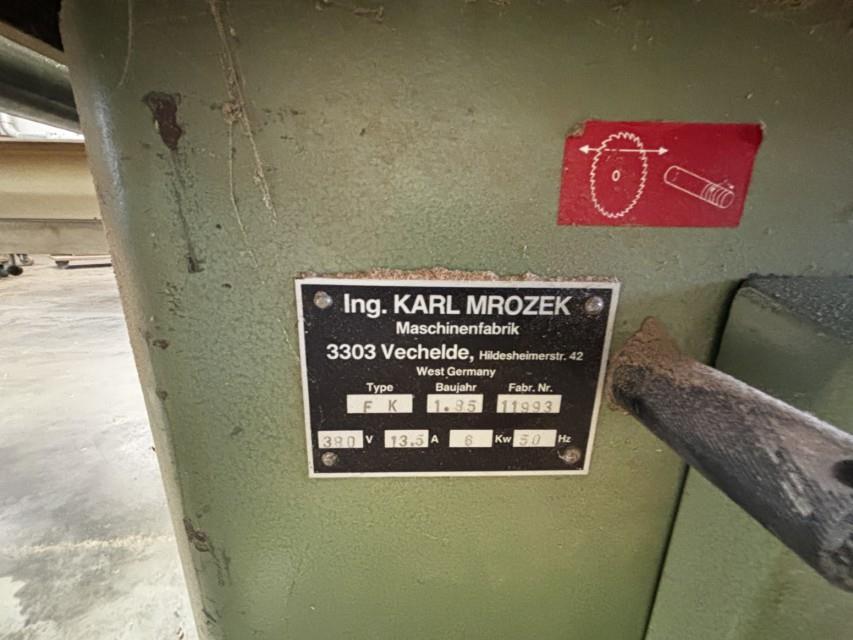 Ing. KARL MROZEK
Maschinenfabrik
3303 Vechelde, Hildesheimerstr. 42
West Germany
Type Baujahr Fabr. Nr.
F K 1.85 11993
380 V 13.5 A 6 Kw 50 Hz